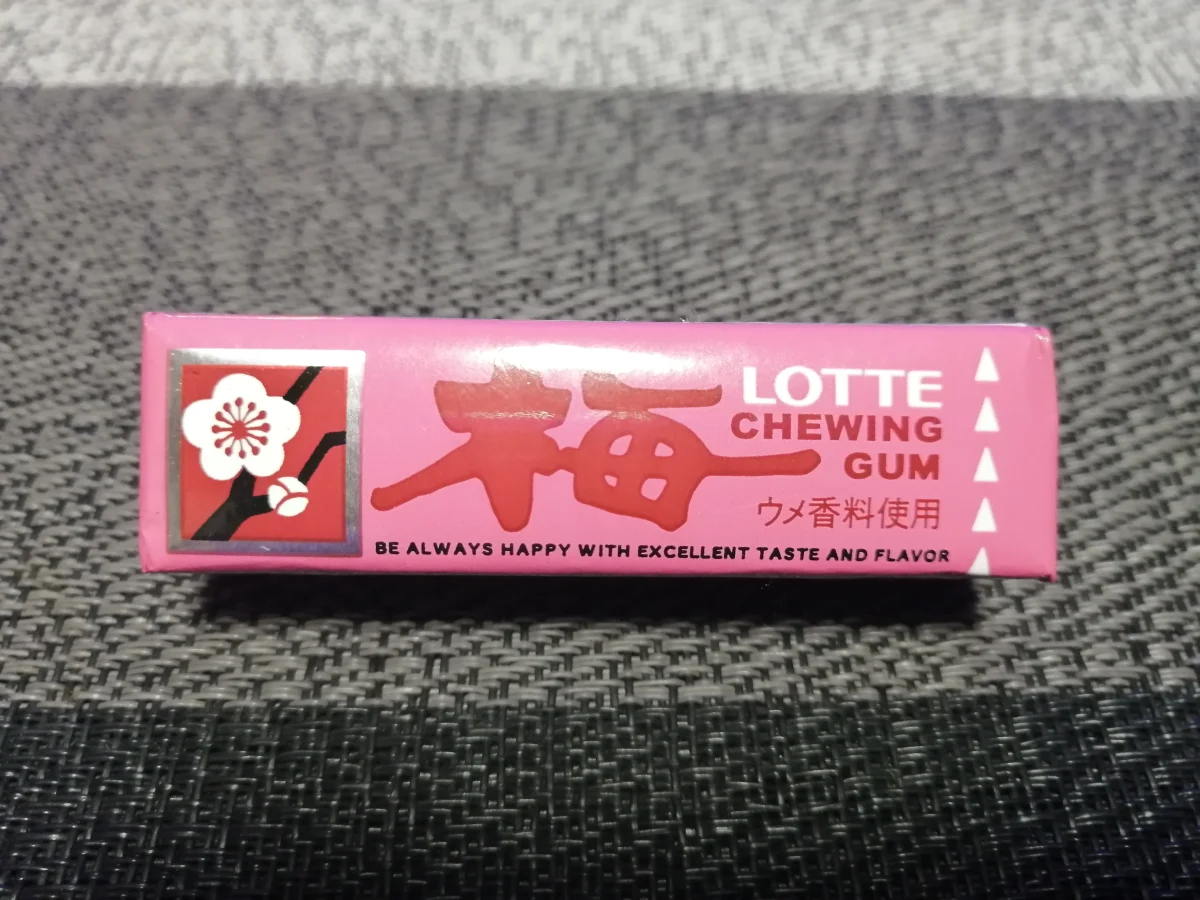 梅
LOTTE
CHEWING
GUM
ウメ香料使用
BE ALWAYS HAPPY WITH EXCELLENT TASTE AND FLAVOR